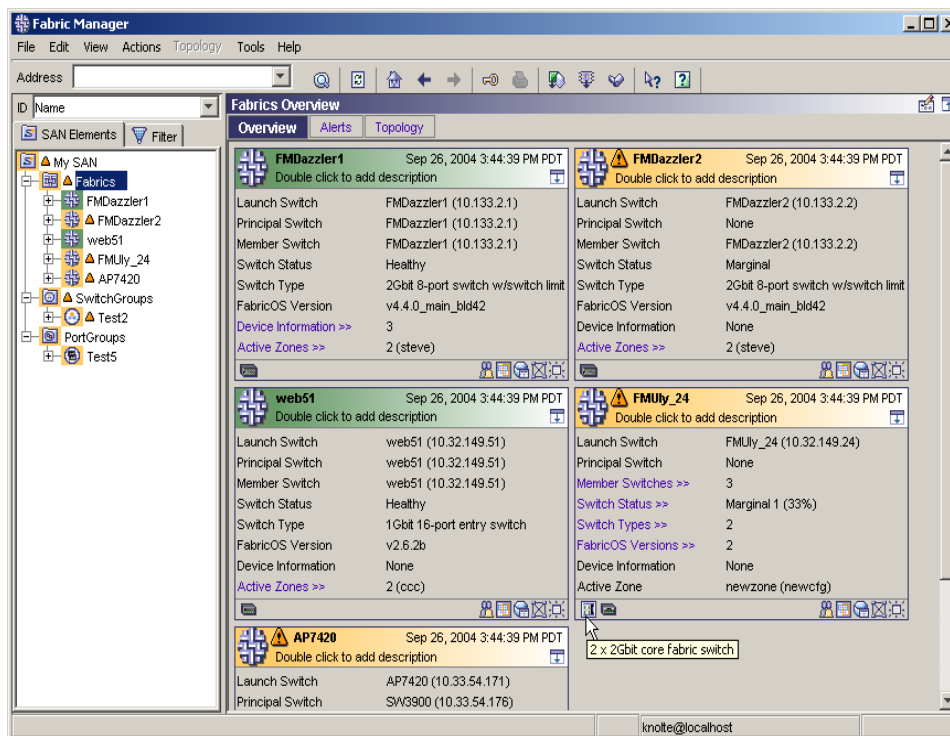 Fabric Manager
File Edit View Actions Topology Tools Help
Address
ID Name
SAN Elements Filter
My SAN
Fabrics
FMDazzler1
FMDazzler2
web51
FMUly_24
AP7420
SwitchGroups
Test2
PortGroups
Test5
Fabrics Overview
Overview Alerts Topology
FMDazzler1 Sep 26, 2004 3:44:39 PM PDT
Double click to add description
Launch Switch FMDazzler1 (10.133.2.1)
Principal Switch FMDazzler1 (10.133.2.1)
Member Switch FMDazzler1 (10.133.2.1)
Switch Status Healthy
Switch Type 2Gbit 8-port switch w/switch limit
FabricOS Version v4.4.0_main_bld42
Device Information >> 3
Active Zones >> 2 (steve)
FMDazzler2 Sep 26, 2004 3:44:39 PM PDT
Double click to add description
Launch Switch FMDazzler2 (10.133.2.2)
Principal Switch None
Member Switch FMDazzler2 (10.133.2.2)
Switch Status Marginal
Switch Type 2Gbit 8-port switch w/switch limit
FabricOS Version v4.4.0_main_bld42
Device Information None
Active Zones >> 2 (steve)
web51 Sep 26, 2004 3:44:39 PM PDT
Double click to add description
Launch Switch web51 (10.32.149.51)
Principal Switch web51 (10.32.149.51)
Member Switch web51 (10.32.149.51)
Switch Status Healthy
Switch Type 1Gbit 16-port entry switch
FabricOS Version v2.6.2b
Device Information None
Active Zones >> 2 (ccc)
FMUly_24 Sep 26, 2004 3:44:39 PM PDT
Double click to add description
Launch Switch FMUly_24 (10.32.149.24)
Principal Switch None
Member Switches >> 3
Switch Status >> Marginal 1 (33%)
Switch Types >> 2
FabricOS Versions >> 2
Device Information None
Active Zone newzone (newcfg)
2 x 2Gbit core fabric switch
AP7420 Sep 26, 2004 3:44:39 PM PDT
Double click to add description
Launch Switch AP7420 (10.33.54.171)
Principal Switch SW3900 (10.33.54.176)
knolte@localhost